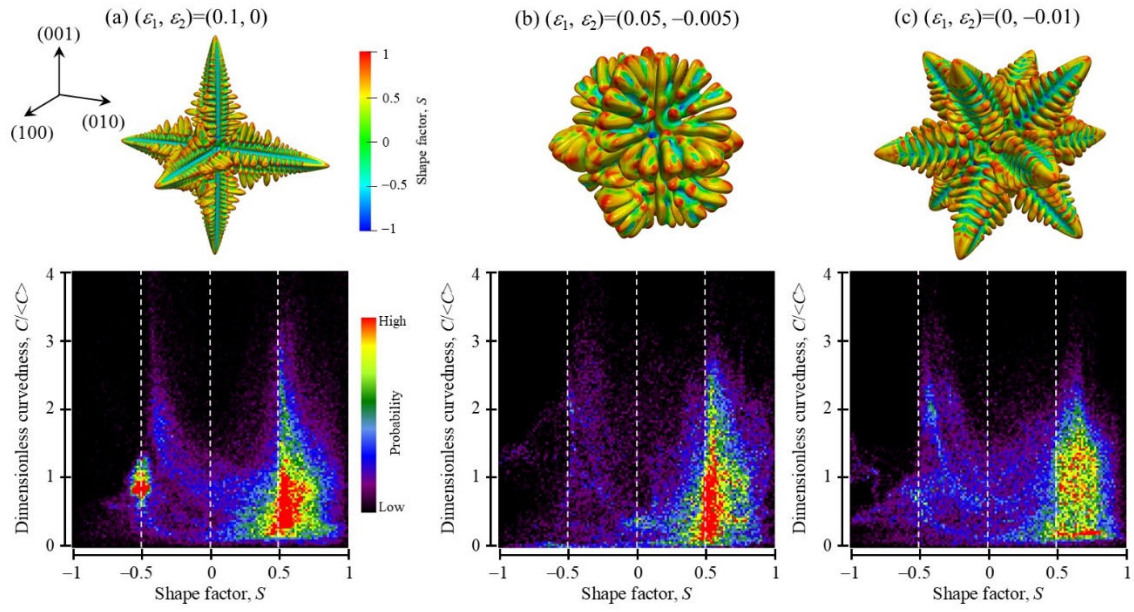 (a) (ε1, ε2)=(0.1, 0)
(b) (ε1, ε2)=(0.05, −0.005)
(c) (ε1, ε2)=(0, −0.01)
(001)
(100)
(010)
1
0.5
0
−0.5
−1
Shape factor, S
Dimensionless curvedness, C/<C>
4
3
2
1
0
−1
−0.5
0
0.5
1
Shape factor, S
High
Probability
Low
Dimensionless curvedness, C/<C>
4
3
2
1
0
−1
−0.5
0
0.5
1
Shape factor, S
Dimensionless curvedness, C/<C>
4
3
2
1
0
−1
−0.5
0
0.5
1
Shape factor, S